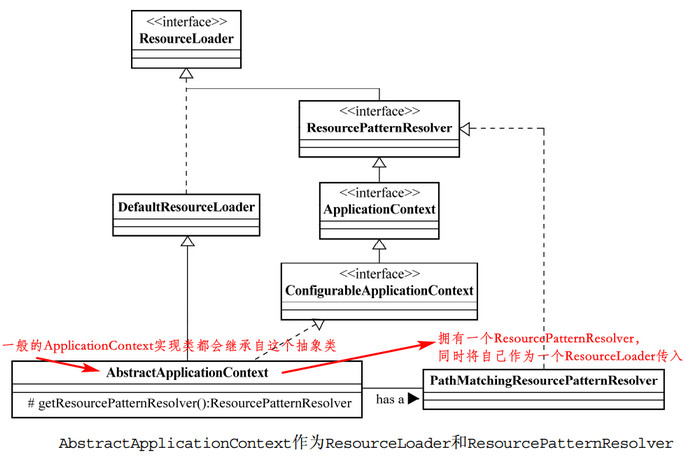 <<interface>>
ResourceLoader
<<interface>>
ResourcePatternResolver
<<interface>>
ApplicationContext
DefaultResourceLoader
<<interface>>
ConfigurableApplicationContext
一般的ApplicationContext实现类都会继承自这个抽象类
拥有一个ResourcePatternResolver，
同时将自己作为一个ResourceLoader传入
AbstractApplicationContext
# getResourcePatternResolver():ResourcePatternResolver
has a
PathMatchingResourcePatternResolver
AbstractApplicationContext作为ResourceLoader和ResourcePatternResolver